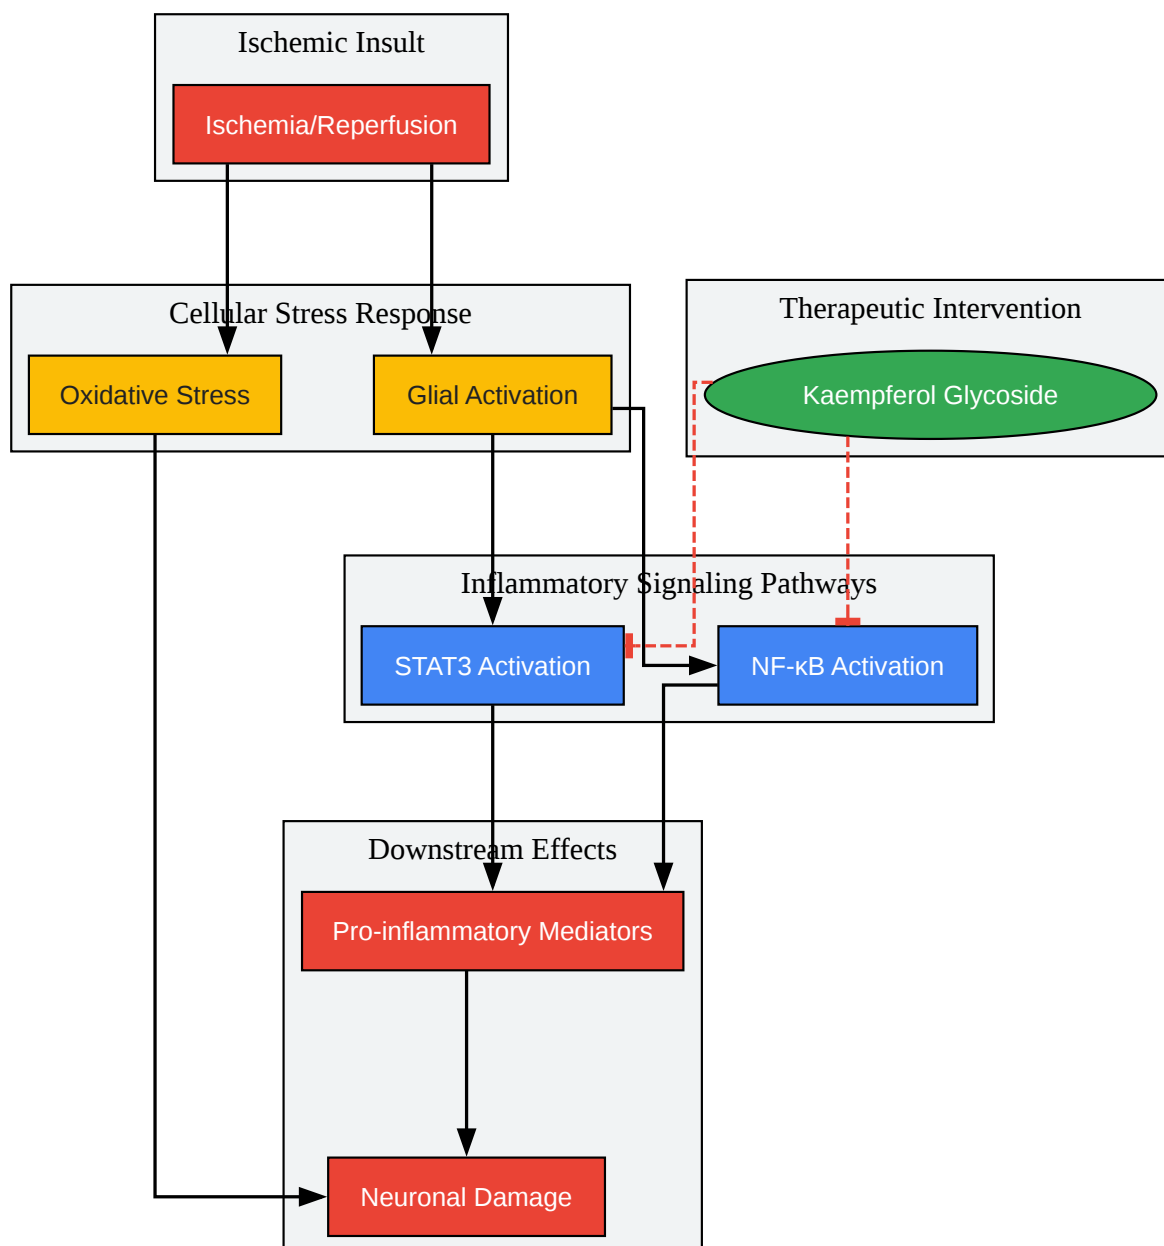 Ischemic Insult
Ischemia/Reperfusion
Cellular Stress Response
Therapeutic Intervention
Oxidative Stress
Glial Activation
Kaempferol Glycoside
Inflammatory Signaling Pathways
STAT3 Activation
NF-κB Activation
Downstream Effects
Pro-inflammatory Mediators
Neuronal Damage